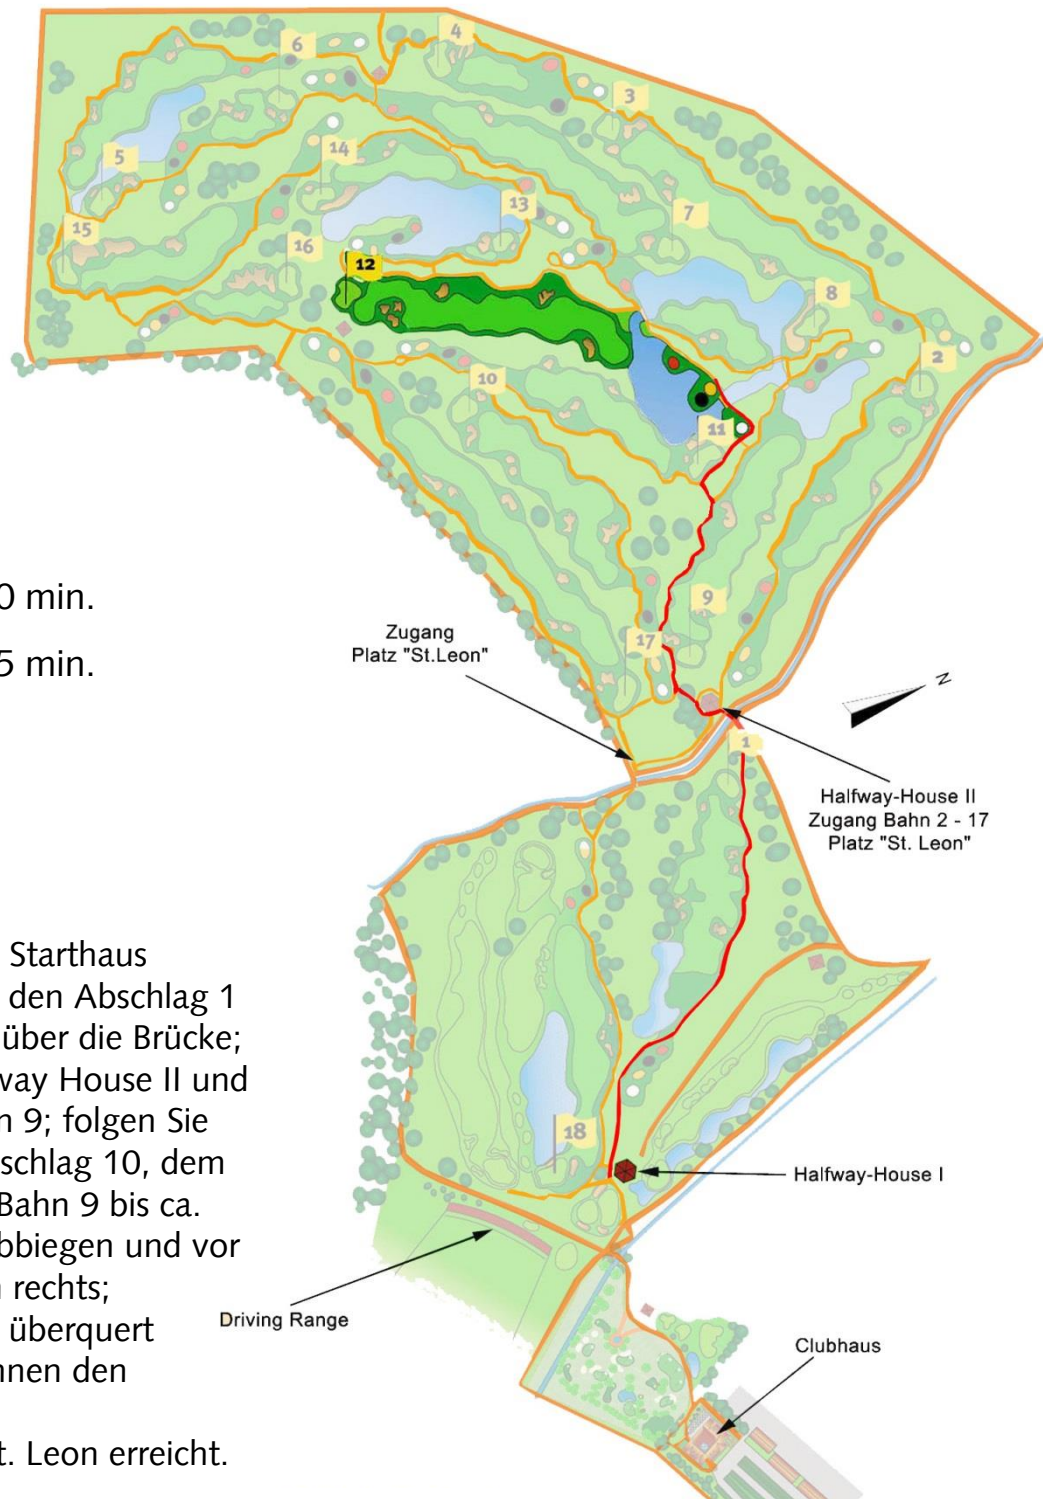 6
4
3
14
5
13
7
15
16
12
8
2
10
11
0 min.
9
Zugang
Platz "St.Leon"
17
5 min.
N
1
Halfway-House II
Zugang Bahn 2 - 17
Platz "St. Leon"
Starthaus
den Abschlag 1
über die Brücke;
way House II und
n 9; folgen Sie
schlag 10, dem
Bahn 9 bis ca.
bbiegen und vor
n rechts;
überquert
nnen den
t. Leon erreicht.
18
Halfway-House I
Driving Range
Clubhaus